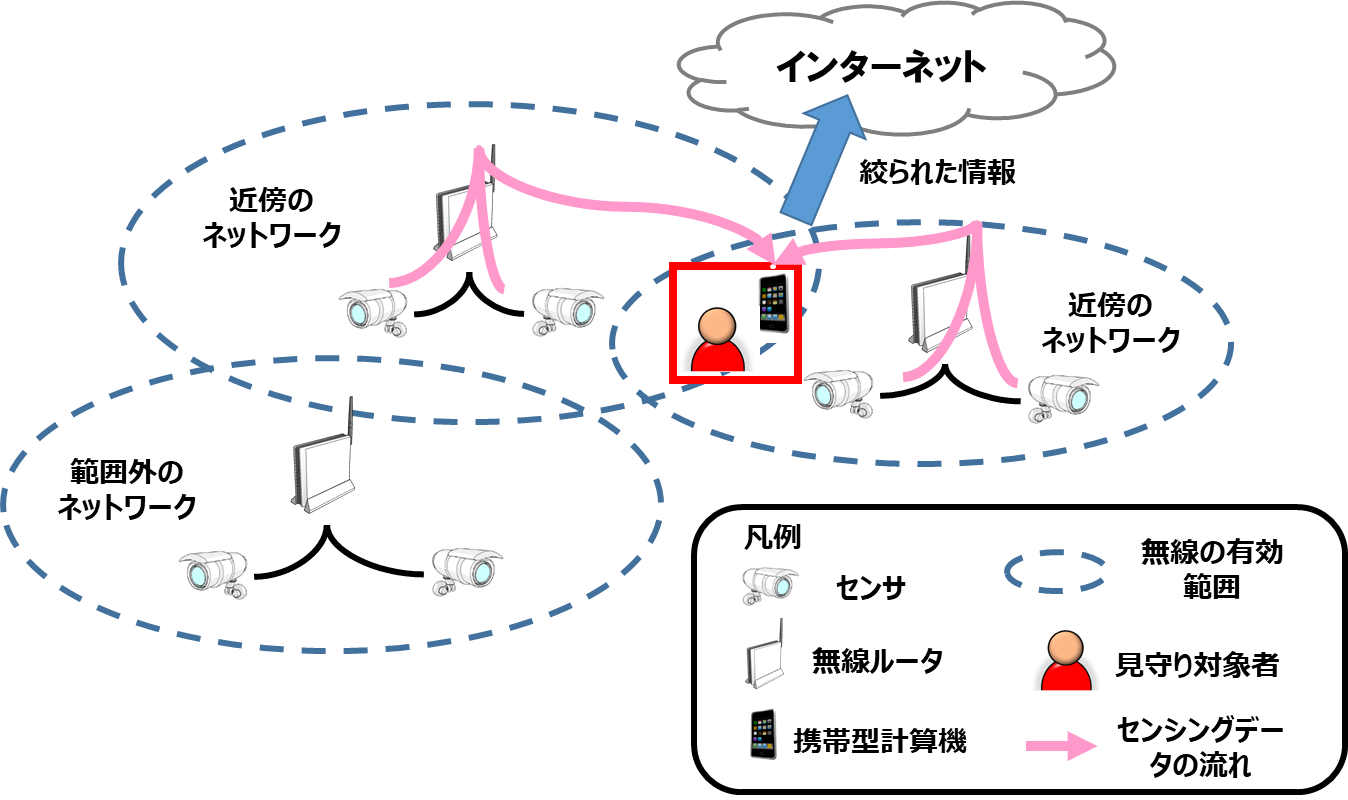 インターネット
絞られた情報
近傍の
ネットワーク
近傍の
ネットワーク
範囲外の
ネットワーク
凡例
センサ
無線の有効
範囲
無線ルータ
見守り対象者
携帯型計算機
センシングデー
タの流れ